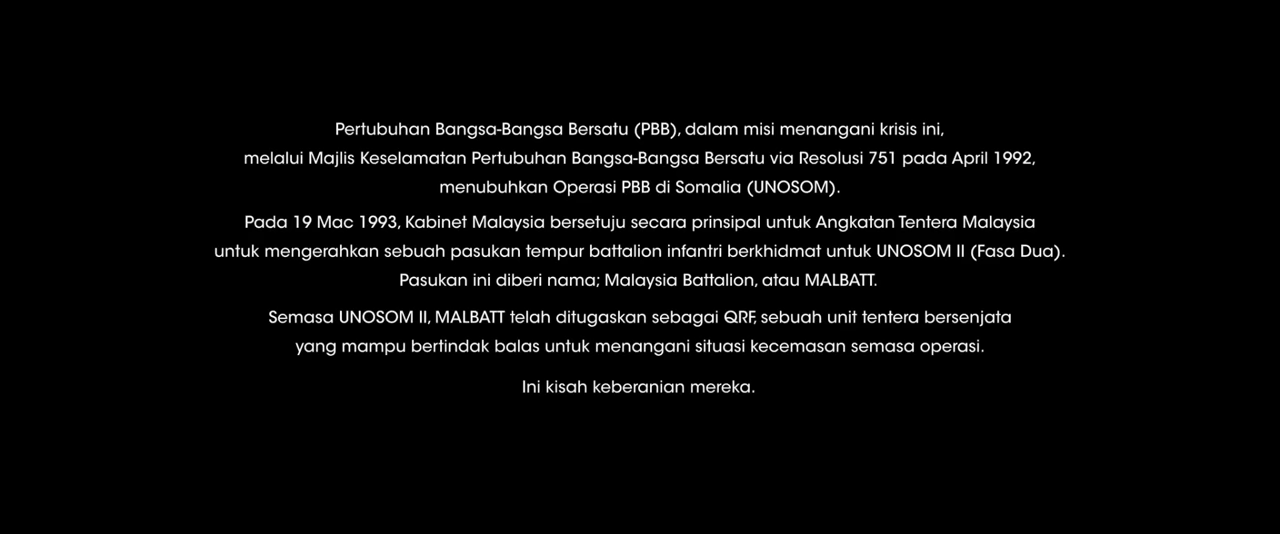 Pertubuhan Bangsa-Bangsa Bersatu (PBB), dalam misi menangani krisis ini,
melalui Majlis Keselamatan Pertubuhan Bangsa-Bangsa Bersatu via Resolusi 751 pada April 1992,
menubuhkan Operasi PBB di Somalia (UNOSOM).
Pada 19 Mac 1993, Kabinet Malaysia bersetuju secara prinsipal untuk Angkatan Tentera Malaysia
untuk mengerahkan sebuah pasukan tempur battalion infantri berkhidmat untuk UNOSOM II (Fasa Dua).
Pasukan ini diberi nama; Malaysia Battalion, atau MALBATT.
Semasa UNOSOM II, MALBATT telah ditugaskan sebagai QRF, sebuah unit tentera bersenjata
yang mampu bertindak balas untuk menangani situasi kecemasan semasa operasi.
Ini kisah keberanian mereka.